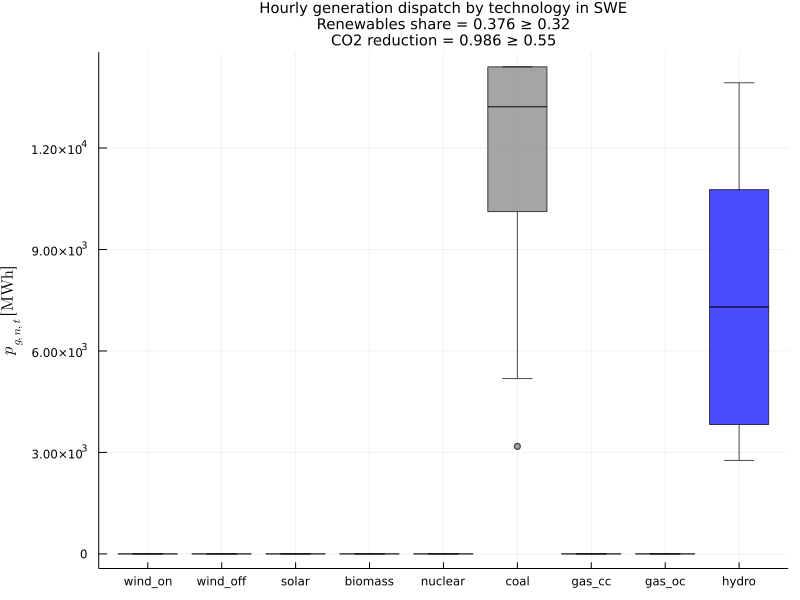 Hourly generation dispatch by technology in SWE
Renewables share = 0.376 ≥ 0.32
CO2 reduction = 0.986 ≥ 0.55
p_{g,n,t} [MWh]
1.20×10⁴
9.00×10³
6.00×10³
3.00×10³
0
wind_on wind_off solar biomass nuclear coal gas_cc gas_oc hydro